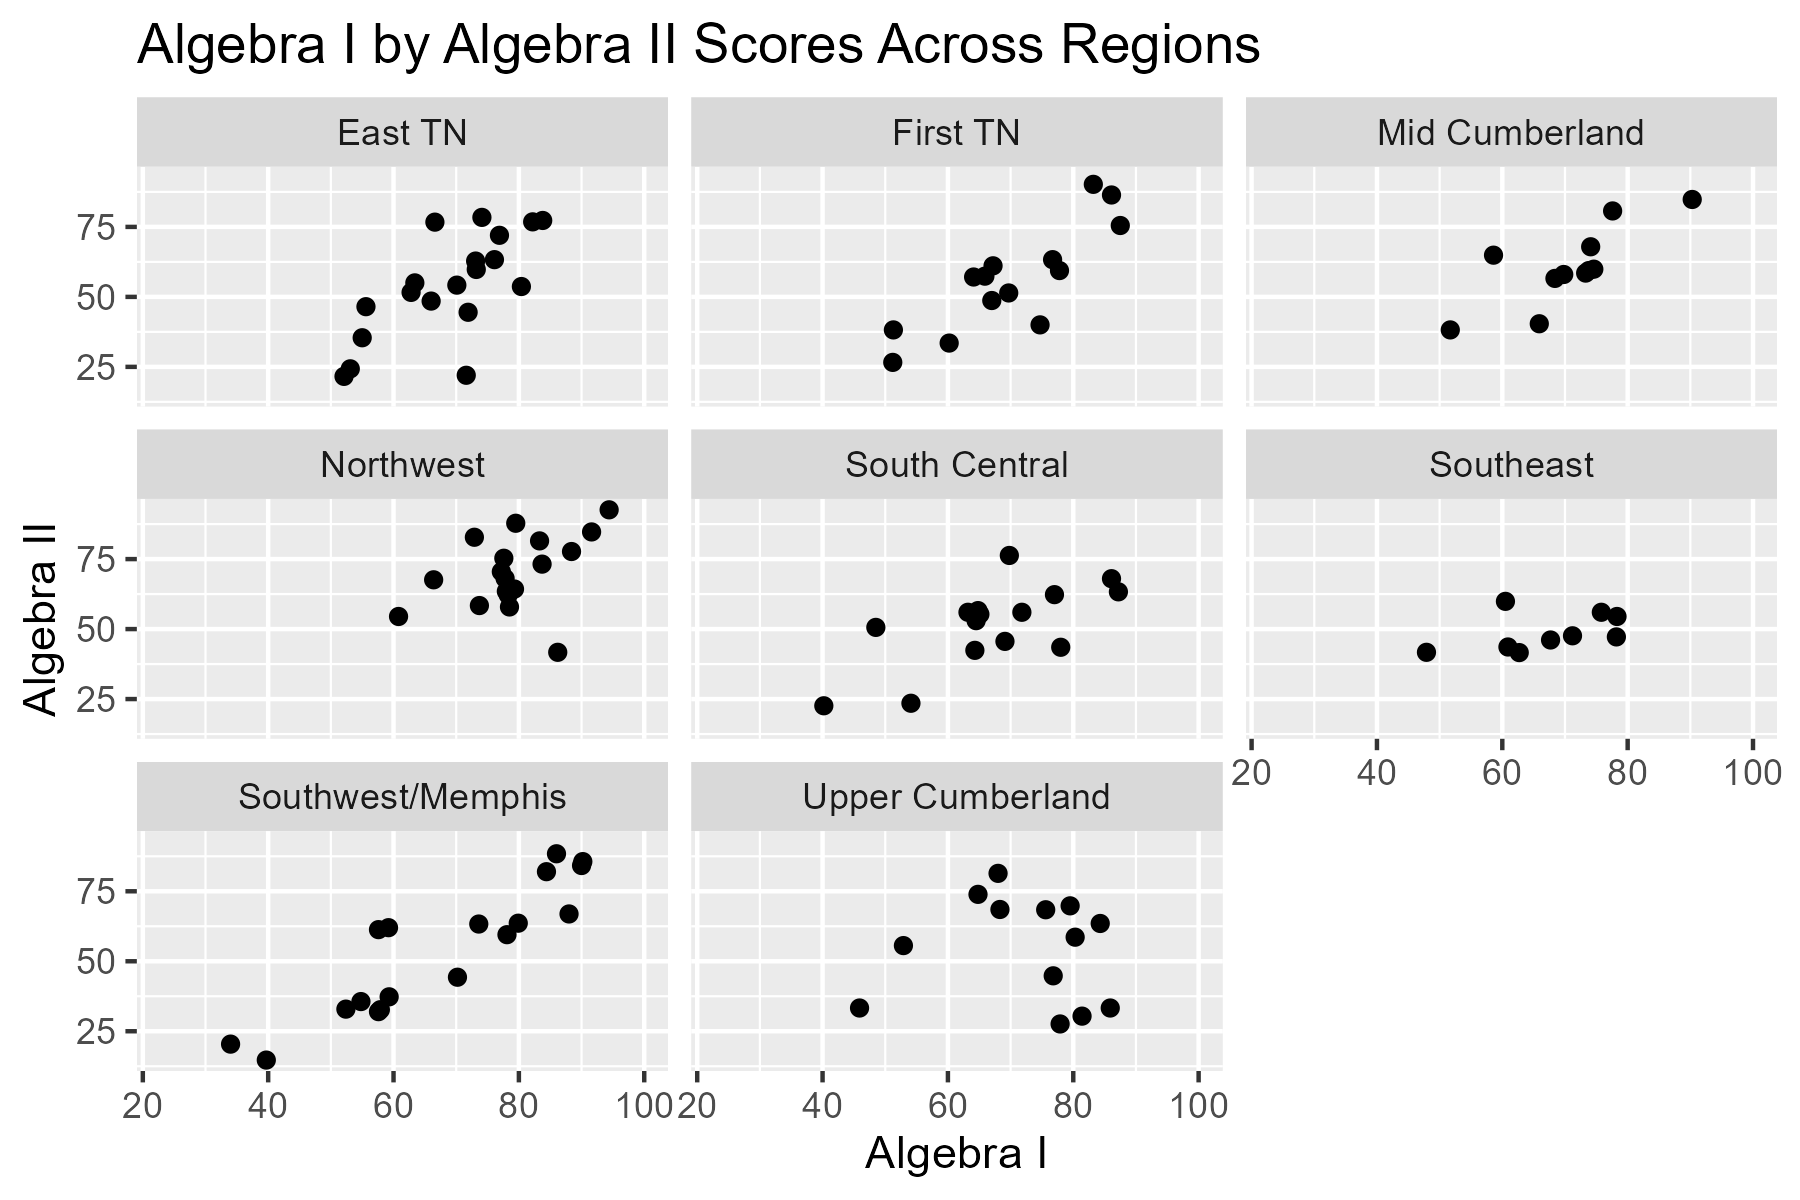 Algebra I by Algebra II Scores Across Regions
East TN
First TN
Mid Cumberland
75
50
25
Northwest
South Central
Southeast
Algebra II
75
50
25
20 40 60 80 100
Southwest/Memphis
Upper Cumberland
75
50
25
20 40 60 80 100
20 40 60 80 100
Algebra I